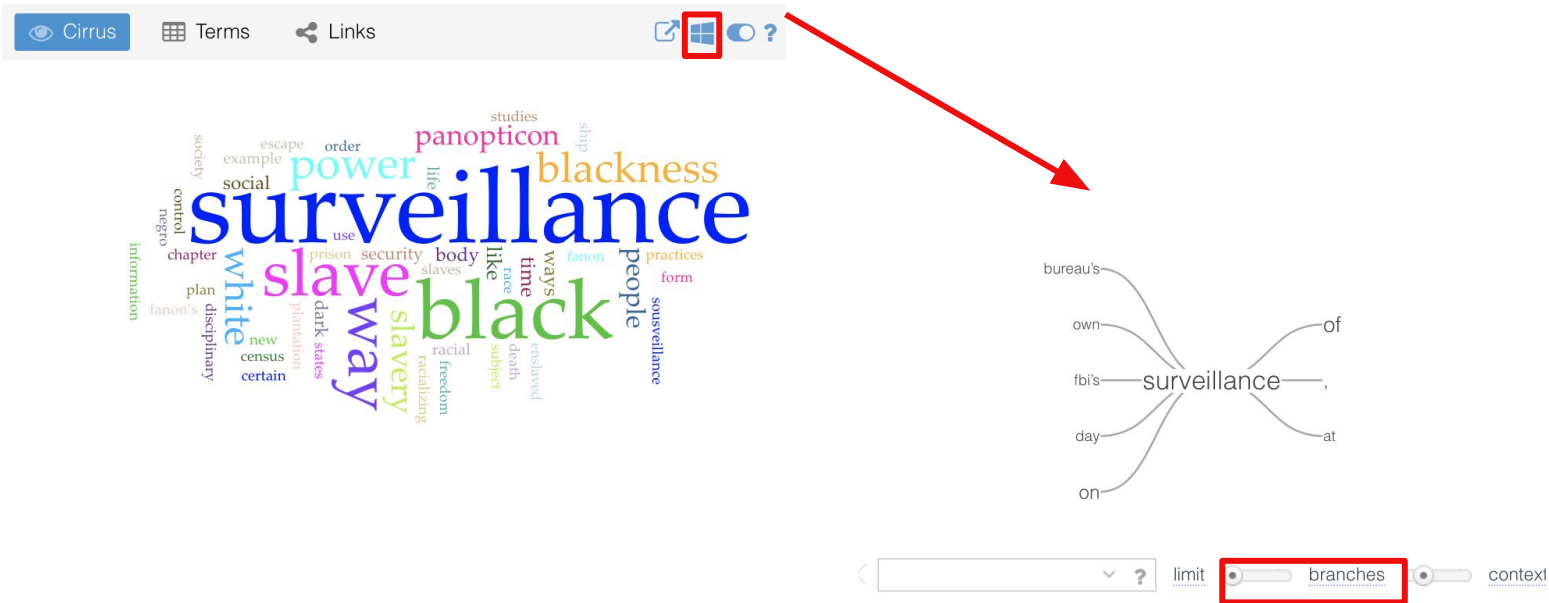 Cirrus Terms Links ?
studies
panopticon
ship
society
escape
order
example
power
life
blackness
social
control
surveillance
negro
use
information
chapter
white
prison
security
body
like
time
ways
fanon
people
practices
slave
slaves
race
form
plan
fanon's
disciplinary
plantation
dark
states
way
slavery
black
sousveillance
new
census
certain
racial
racializing
freedom
subject
death
enslaved
bureau's
own
of
fbi's
surveillance
,
day
at
on
? limit branches context